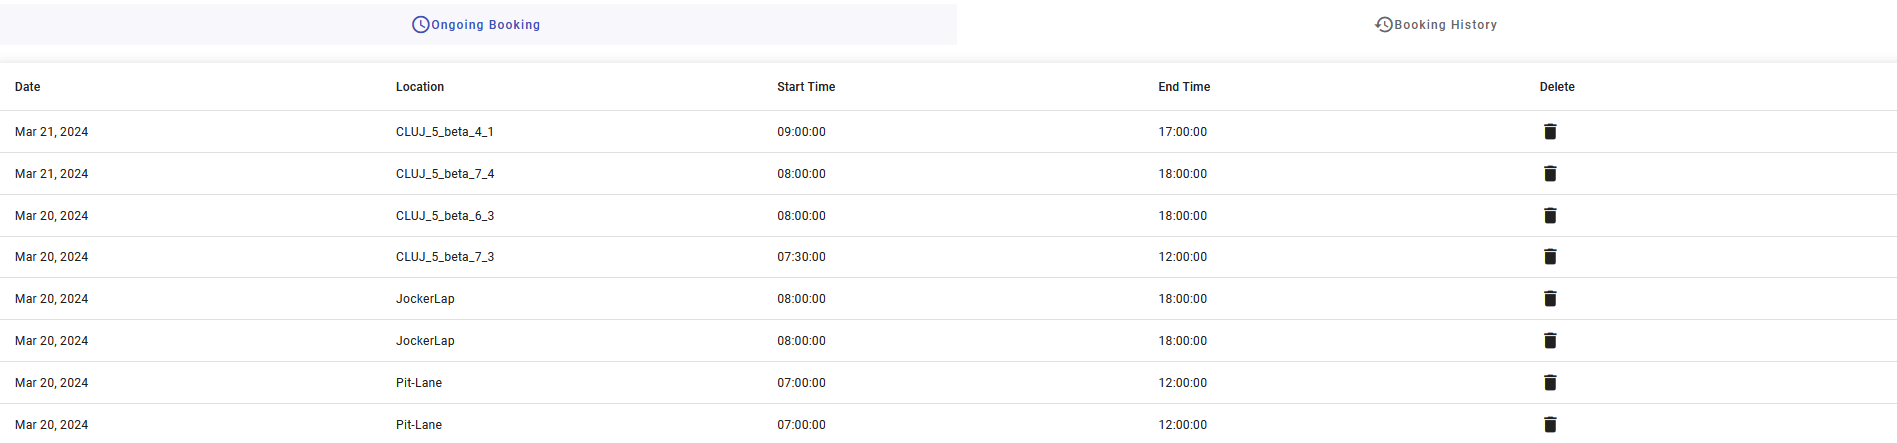 Ongoing Booking Booking History
Date Location Start Time End Time Delete
Mar 21, 2024 CLUJ_5_beta_4_1 09:00:00 17:00:00
Mar 21, 2024 CLUJ_5_beta_7_4 08:00:00 18:00:00
Mar 20, 2024 CLUJ_5_beta_6_3 08:00:00 18:00:00
Mar 20, 2024 CLUJ_5_beta_7_3 07:30:00 12:00:00
Mar 20, 2024 JockerLap 08:00:00 18:00:00
Mar 20, 2024 JockerLap 08:00:00 18:00:00
Mar 20, 2024 Pit-Lane 07:00:00 12:00:00
Mar 20, 2024 Pit-Lane 07:00:00 12:00:00